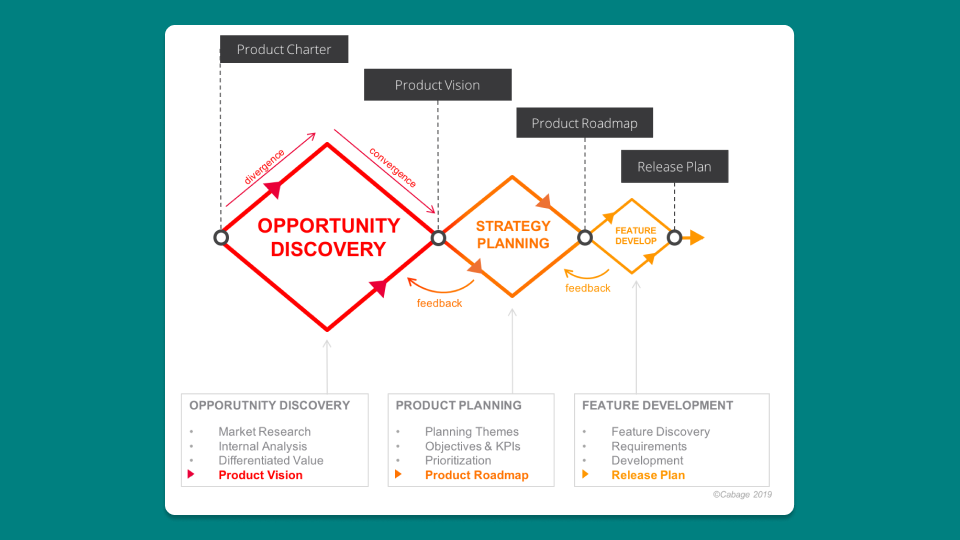 Product Charter
Product Vision
Product Roadmap
Release Plan
divergence
convergence
OPPORTUNITY
DISCOVERY
STRATEGY
PLANNING
FEATURE
DEVELOP
feedback
feedback
OPPORUTNITY DISCOVERY
• Market Research
• Internal Analysis
• Differentiated Value
Product Vision
PRODUCT PLANNING
• Planning Themes
• Objectives & KPIs
• Prioritization
Product Roadmap
FEATURE DEVELOPMENT
• Feature Discovery
• Requirements
• Development
Release Plan
©Cabage 2019